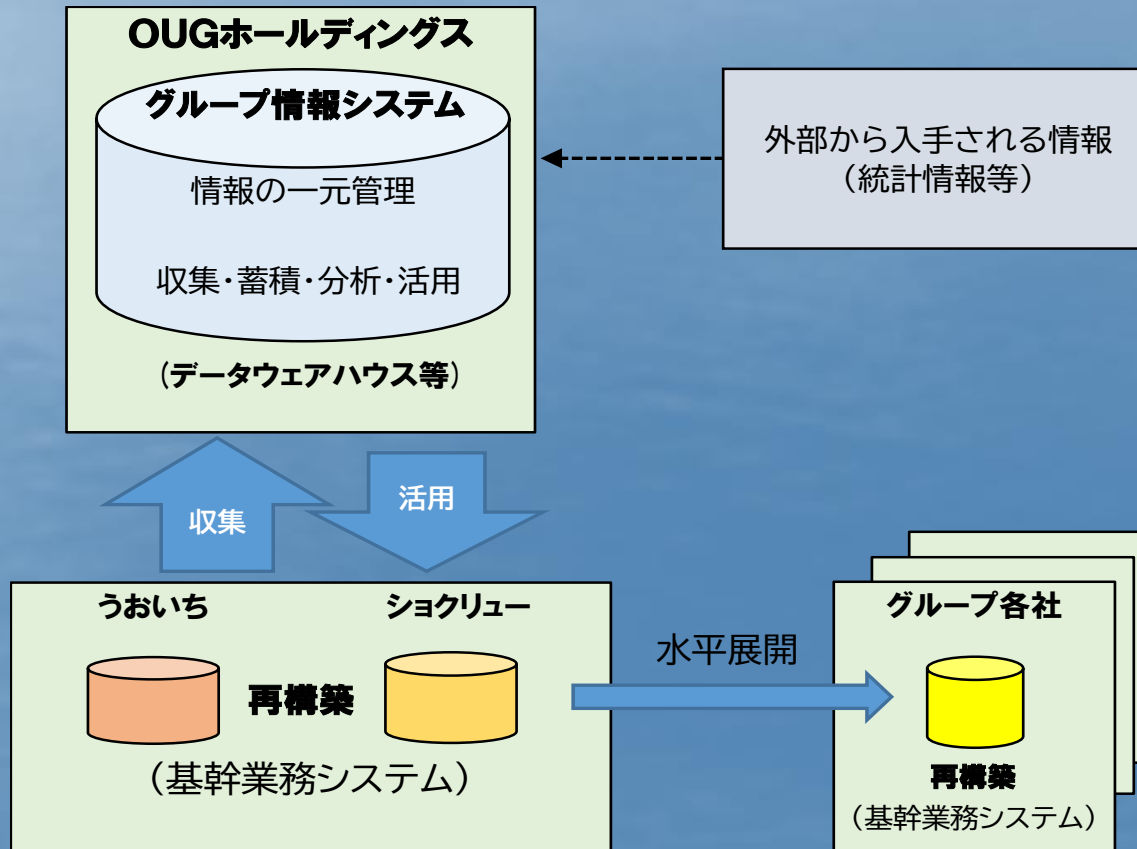 OUGホールディングス
グループ情報システム
情報の一元管理
収集・蓄積・分析・活用
(データウェアハウス等)
外部から入手される情報
（統計情報等）
収集
活用
うおいち
ショクリュー
再構築
（基幹業務システム）
水平展開
グループ各社
再構築
（基幹業務システム）